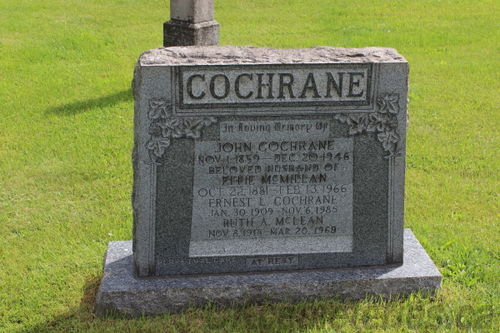 COCHRANE
In Loving Memory Of
JOHN COCHRANE
NOV. 1. 1859 - DEC. 20. 1946
BELOVED HUSBAND OF
EFFIE McMILLAN
OCT. 22. 1881 - FEB. 13. 1966
ERNEST L. COCHRANE
JAN. 30 1909 - NOV. 6. 1985
RUTH A. McLEAN
NOV. 8. - MAR. 20. 1969
AT REST